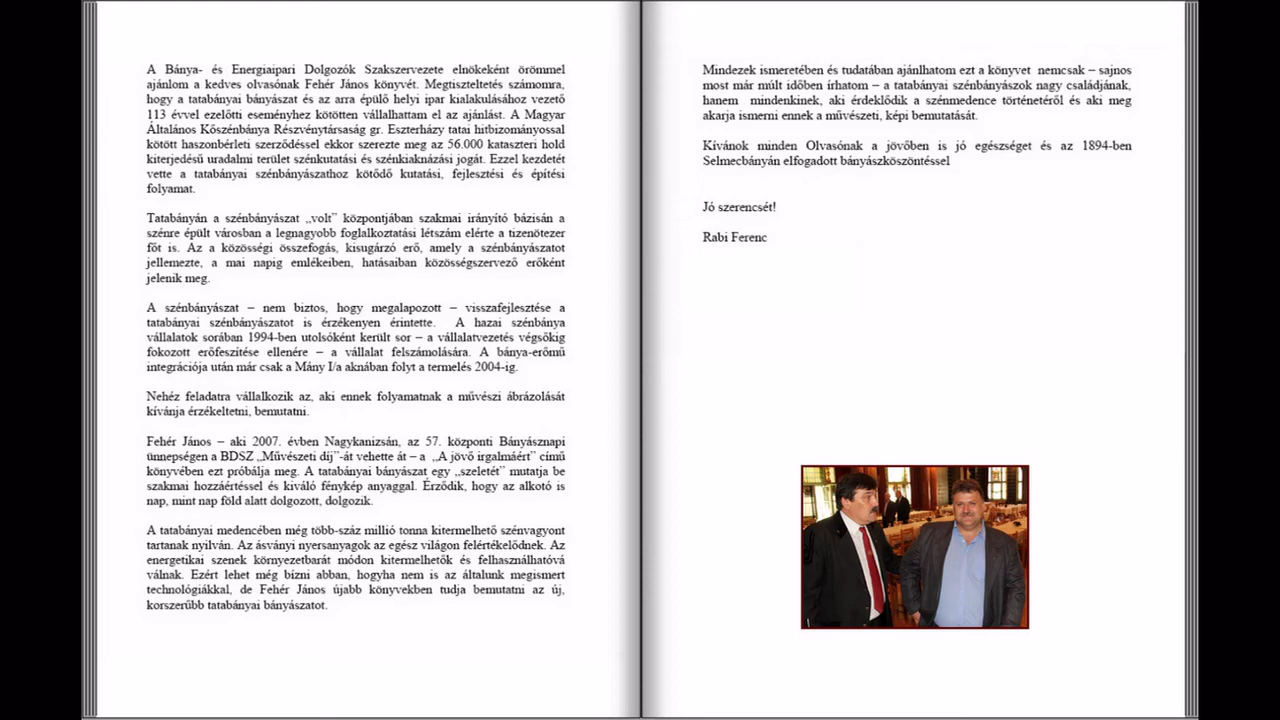 A Bánya- és Energiaipari Dolgozók Szakszervezete elnökeként örömmel
ajánlom a kedves olvasónak Fehér János könyvét. Megtiszteltetés számomra,
hogy a tatabányai bányászat és az arra épülő helyi ipar kialakulásához vezető
113 évvel ezelőtti eseményhez kötötten vállalhattam el az ajánlást. A Magyar
Általános Kőszénbánya Részvénytársaság gr. Eszterházy tatai hitbizományossal
kötött haszonbérleti szerződéssel ekkor szerezte meg az 56.000 kataszteri hold
kiterjedésű uradalmi terület szénkutatási és szénkiaknázási jogát. Ezzel kezdetét
vette a tatabányai szénbányászathoz kötődő kutatási, fejlesztési és építési
folyamat.
Tatabányán a szénbányászat „volt” központjában szakmai irányító bázisán a
szénre épült városban a legnagyobb foglalkoztatási létszám elérte a tizenötezer
főt is. Az a közösségi összefogás, kisugárzó erő, amely a szénbányászatot
jellemezte, a mai napig emlékeiben, hatásaiban közösségszervező erőként
jelenik meg.
A szénbányászat – nem biztos, hogy megalapozott – visszafejlesztése a
tatabányai szénbányászatot is érzékenyen érintette. A hazai szénbánya
vállalatok sorában 1994-ben utolsóként került sor – a vállalatvezetés végsőkig
fokozott erőfeszítése ellenére – a vállalat felszámolására. A bánya-erőmű
integrációja után már csak a Mány I/a aknában folyt a termelés 2004-ig.
Nehéz feladatra vállalkozik az, aki ennek folyamatnak a művészi ábrázolását
kívánja érzékeltetni, bemutatni.
Fehér János – aki 2007. évben Nagykanizsán, az 57. központi Bányásznapi
ünnepségen a BDSZ „Művészeti díj”-át vehette át – a „A jövő irgalmáért” című
könyvében ezt próbálja meg. A tatabányai bányászat egy „szeletét” mutatja be
szakmai hozzáértéssel és kiváló fénykép anyaggal. Érződik, hogy az alkotó is
nap, mint nap föld alatt dolgozott, dolgozik.
A tatabányai medencében még több-száz millió tonna kitermelhető szénvagyont
tartanak nyilván. Az ásványi nyersanyagok az egész világon felértékelődnek. Az
energetikai szenek környezetbarát módon kitermelhetők és felhasználhatóvá
válnak. Ezért lehet még bízni abban, hogyha nem is az általunk megismert
technológiákkal, de Fehér János újabb könyvekben tudja bemutatni az új,
korszerűbb tatabányai bányászatot.
Mindezek ismeretében és tudatában ajánlhatom ezt a könyvet nemcsak – sajnos
most már múlt időben írhatom – a tatabányai szénbányászok nagy családjának,
hanem mindenkinek, aki érdeklődik a szénmedence történetéről és aki meg
akarja ismerni ennek a művészeti, képi bemutatását.
Kívánok minden Olvasónak a jövőben is jó egészséget és az 1894-ben
Selmecbányán elfogadott bányászköszöntéssel
Jó szerencsét!
Rabi Ferenc